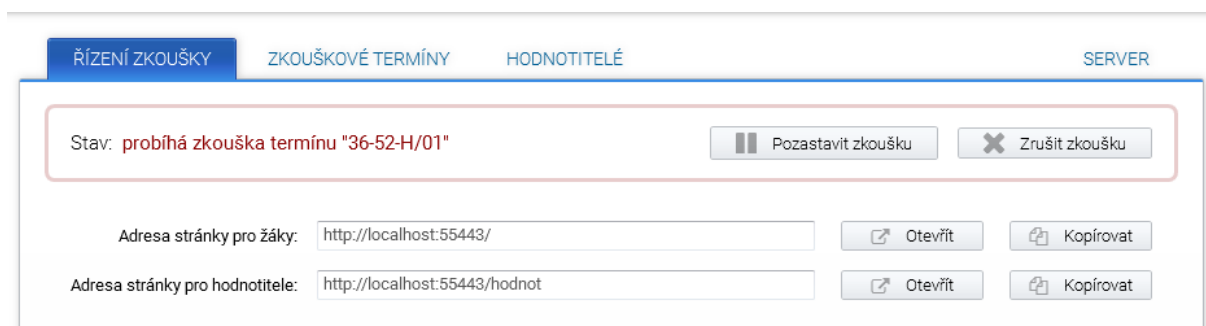 ŘÍZENÍ ZKOUŠKY ZKOUŠKOVÉ TERMÍNY HODNOTITELÉ SERVER
Stav: probíhá zkouška termínu "36-52-H/01" Pozastavit zkoušku Zrušit zkoušku
Adresa stránky pro žáky: http://localhost:55443/ Otevřít Kopírovat
Adresa stránky pro hodnotitele: http://localhost:55443/hodnot Otevřít Kopírovat